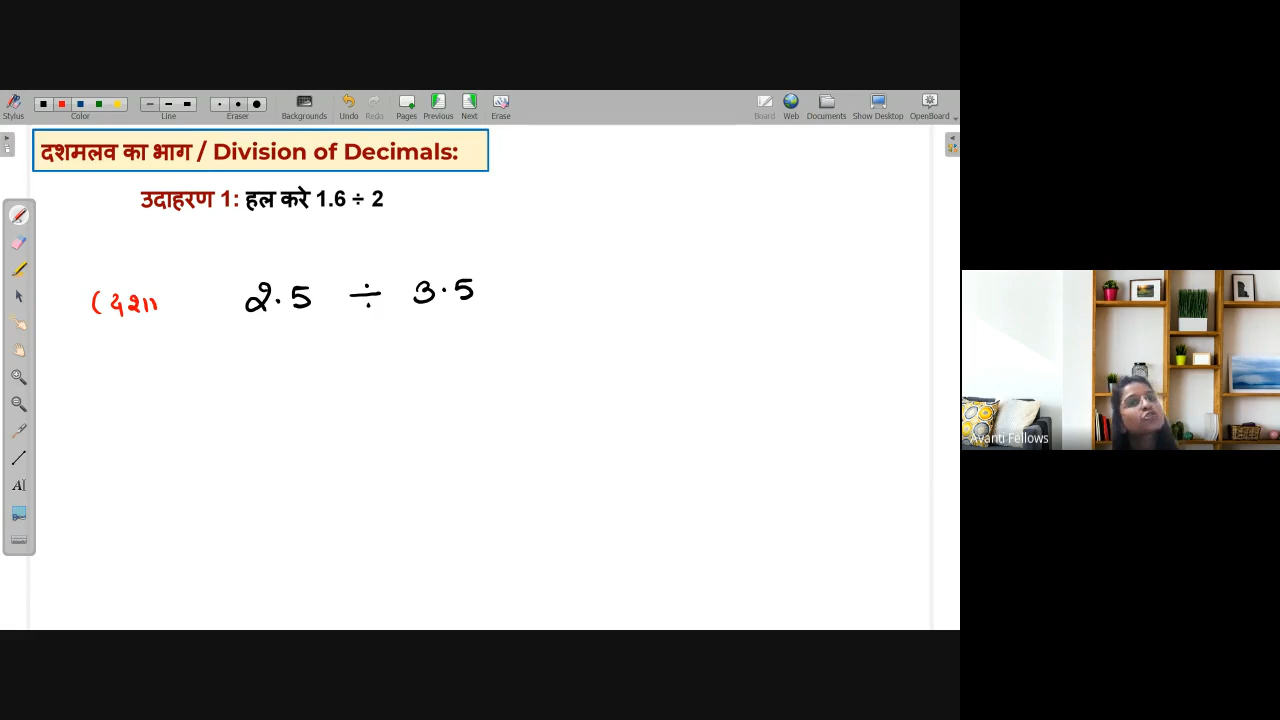 Stylus Color Line Eraser Backgrounds Undo Redo Pages Previous Next Erase Board Web Documents Show Desktop OpenBoard
दशमलव का भाग / Division of Decimals:
उदाहरण 1: हल करे 1.6 ÷ 2
(दशा 2.5 ÷ 3.5
Avanti Fellows